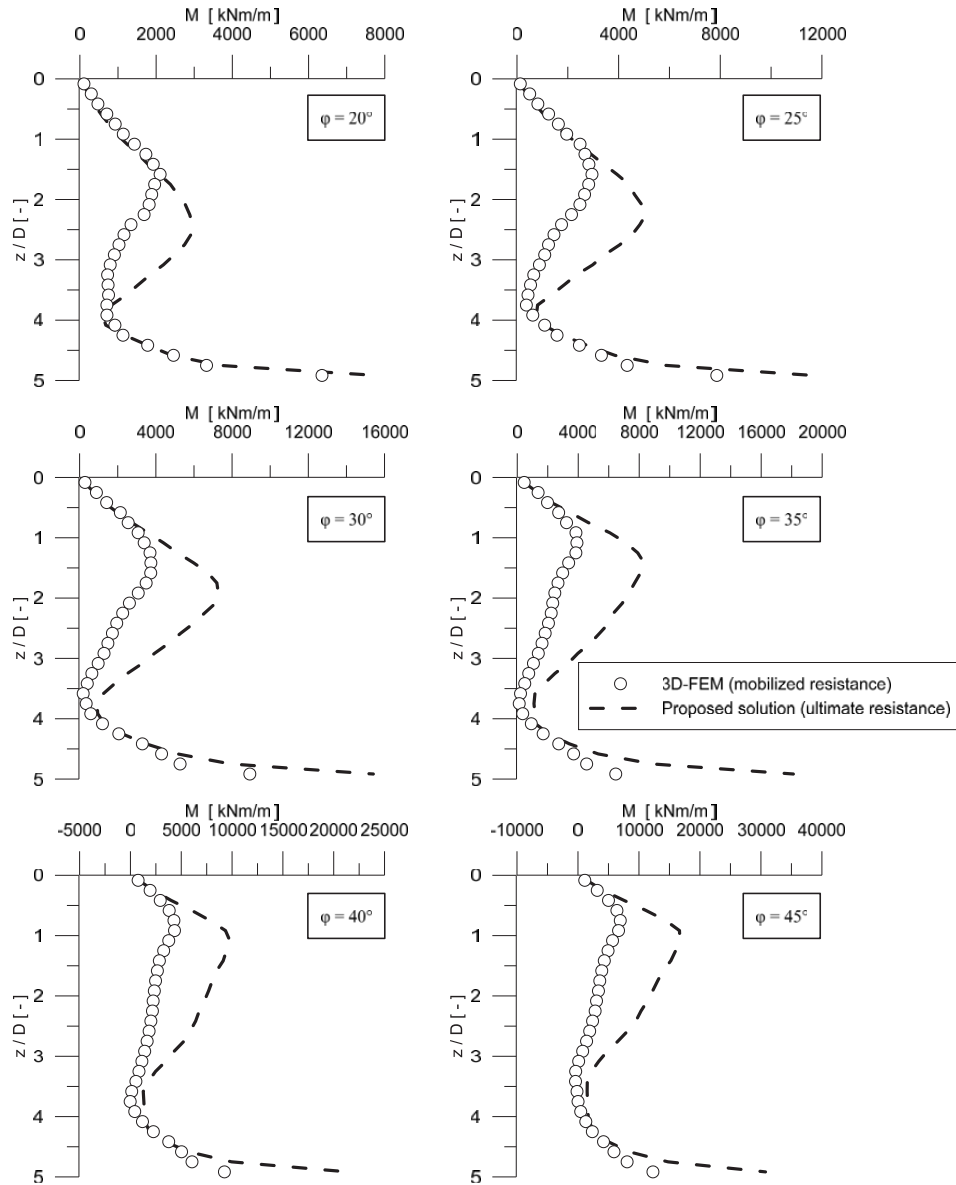 M [ kNm/m]
0 2000 4000 6000 8000
0
1
2
3
4
5
z / D [ - ]
φ = 20°
M [ kNm/m]
0 4000 8000 12000
0
1
2
3
4
5
z / D [ - ]
φ = 25°
M [ kNm/m]
0 4000 8000 12000 16000
0
1
2
3
4
5
z / D [ - ]
φ = 30°
M [ kNm/m]
0 4000 8000 12000 16000 20000
0
1
2
3
4
5
z / D [ - ]
φ = 35°
3D-FEM (mobilized resistance)
Proposed solution (ultimate resistance)
M [ kNm/m]
-5000 0 5000 10000 15000 20000 25000
0
1
2
3
4
5
z / D [ - ]
φ = 40°
M [ kNm/m]
-10000 0 10000 20000 30000 40000
0
1
2
3
4
5
z / D [ - ]
φ = 45°